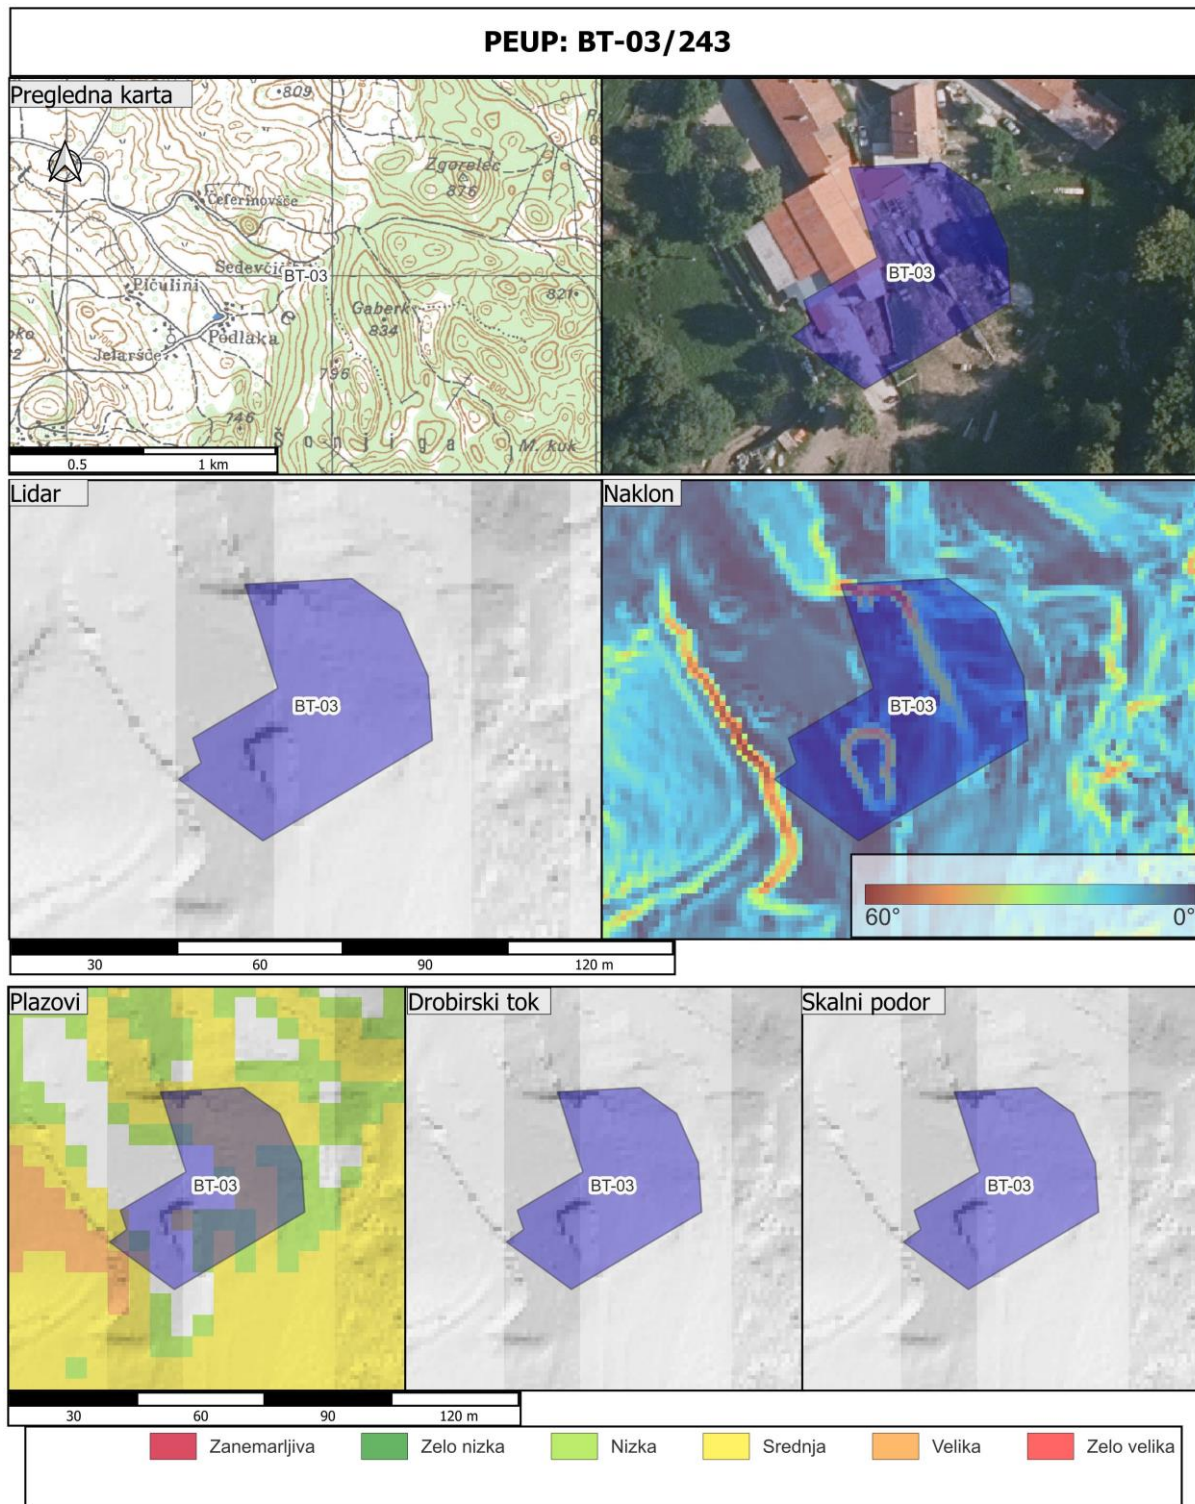 PEUP: BT-03/243
Pregledna karta
809
Zgorelec
876
Čeferinovšće
BT-03
Pičulini
821
Gaberk
834
Podlaka
Jelaršče
796
746
Šonjiga
M. kuk
0.5 1 km
BT-03
Lidar
BT-03
Naklon
BT-03
60° 0°
30 60 90 120 m
Plazovi
BT-03
Drobirski tok
BT-03
Skalni podor
BT-03
30 60 90 120 m
Zanemarljiva Zelo nizka Nizka Srednja Velika Zelo velika